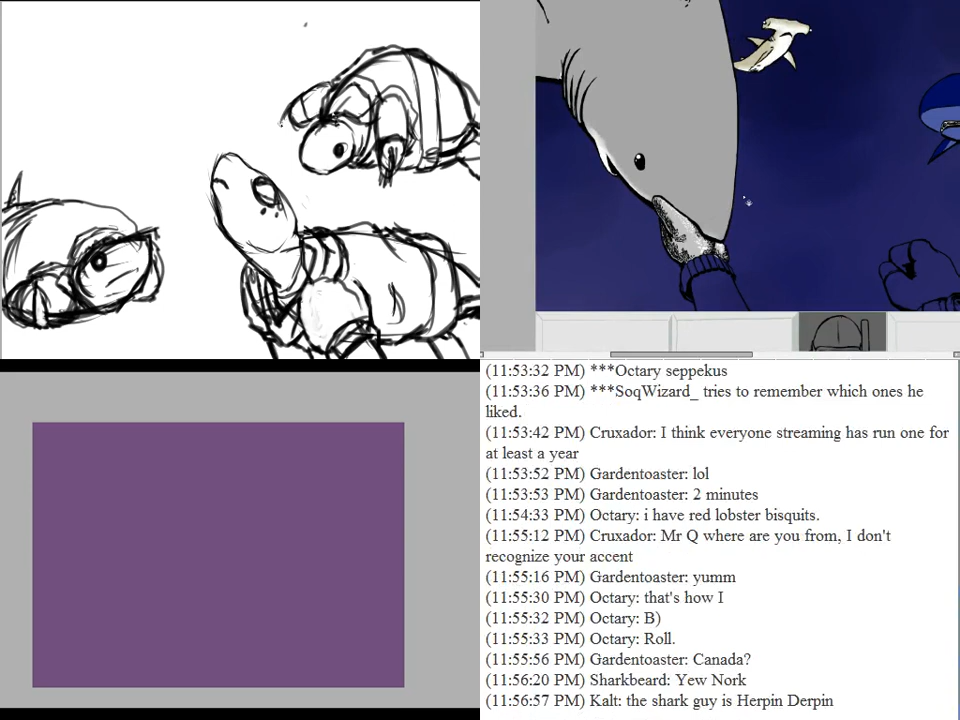 (11:53:32 PM) ***Octary seppekus
(11:53:36 PM) ***SoqWizard_ tries to remember which ones he
liked.
(11:53:42 PM) Cruxador: I think everyone streaming has run one for
at least a year
(11:53:52 PM) Gardentoaster: lol
(11:53:53 PM) Gardentoaster: 2 minutes
(11:54:33 PM) Octary: i have red lobster bisquits.
(11:55:12 PM) Cruxador: Mr Q where are you from, I don't
recognize your accent
(11:55:16 PM) Gardentoaster: yumm
(11:55:30 PM) Octary: that's how I
(11:55:32 PM) Octary: B)
(11:55:33 PM) Octary: Roll.
(11:55:56 PM) Gardentoaster: Canada?
(11:56:20 PM) Sharkbeard: Yew Nork
(11:56:57 PM) Kalt: the shark guy is Herpin Derpin